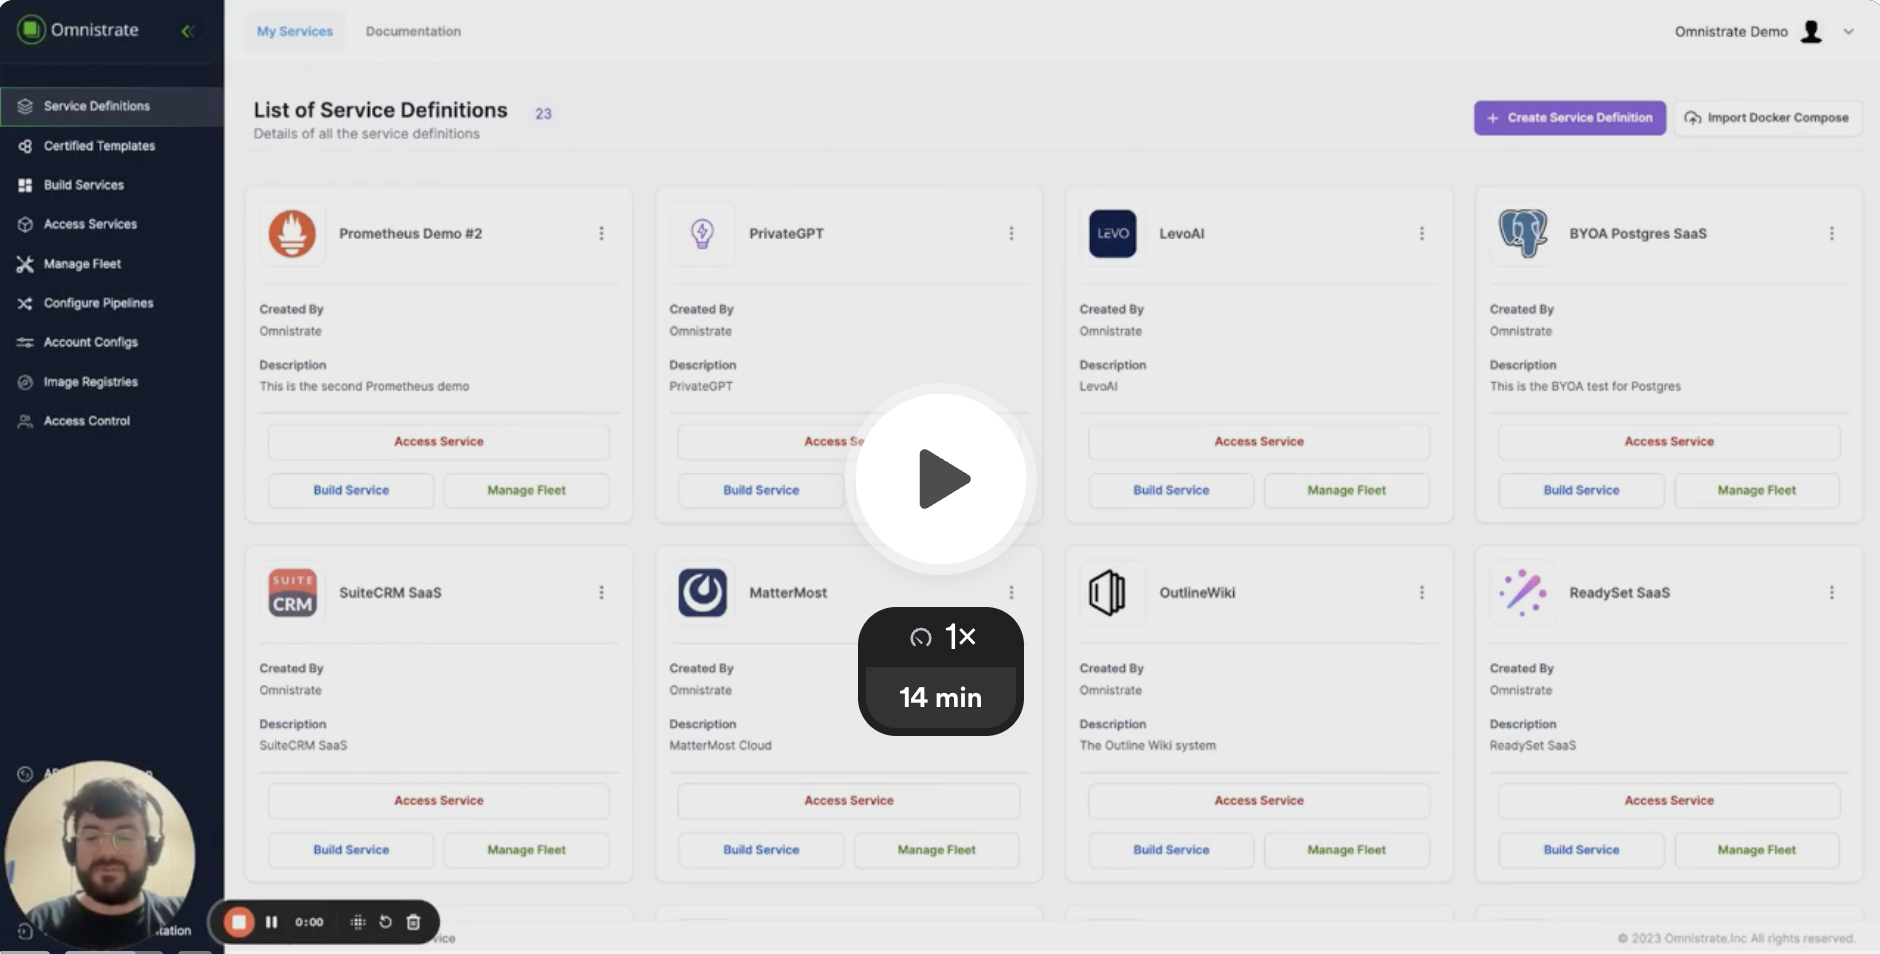 Omnistrate
My Services
Documentation
Omnistrate Demo
Service Definitions
Certified Templates
Build Services
Access Services
Manage Fleet
Configure Pipelines
Account Configs
Image Registries
Access Control
List of Service Definitions 23
Details of all the service definitions
+ Create Service Definition
Import Docker Compose
Prometheus Demo #2
Created By
Omnistrate
Description
This is the second Prometheus demo
Access Service
Build Service
Manage Fleet
PrivateGPT
Created By
Omnistrate
Description
PrivateGPT
Access Se
Build Service
LEVO
LevoAI
Created By
Omnistrate
Description
LevoAI
Access Service
Build Service
Manage Fleet
BYOA Postgres SaaS
Created By
Omnistrate
Description
This is the BYOA test for Postgres
Access Service
Build Service
Manage Fleet
SUITE
CRM
SuiteCRM SaaS
Created By
Omnistrate
Description
SuiteCRM SaaS
Access Service
Build Service
Manage Fleet
MatterMost
Created By
Omnistrate
Description
MatterMost Cloud
Access Service
Build Service
Manage Fleet
1×
14 min
OutlineWiki
Created By
Omnistrate
Description
The Outline Wiki system
Access Service
Build Service
Manage Fleet
ReadySet SaaS
Created By
Omnistrate
Description
ReadySet SaaS
Access Service
Build Service
Manage Fleet
0:00
© 2023 Omnistrate.Inc All rights reserved.